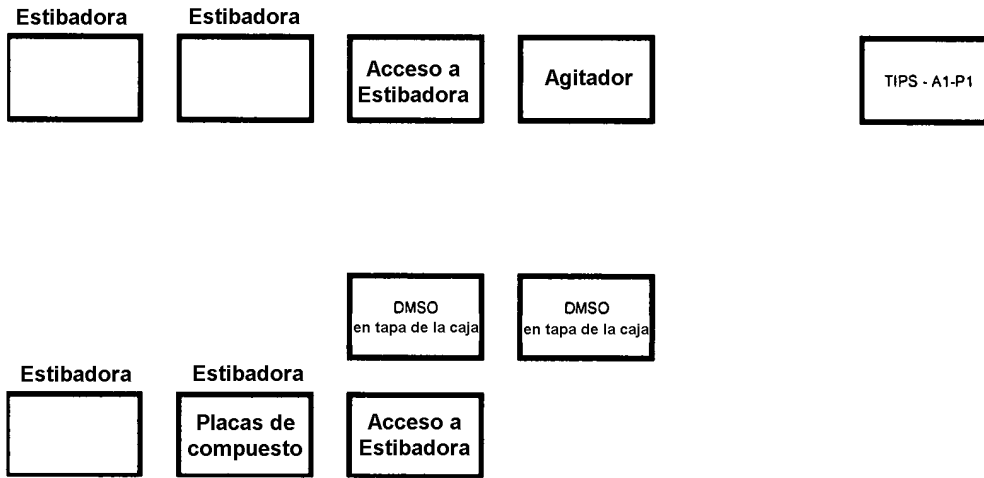 Estibadora
Estibadora
Acceso a
Estibadora
Agitador
TIPS - A1-P1
DMSO
en tapa de la caja
DMSO
en tapa de la caja
Estibadora
Estibadora
Placas de
compuesto
Acceso a
Estibadora